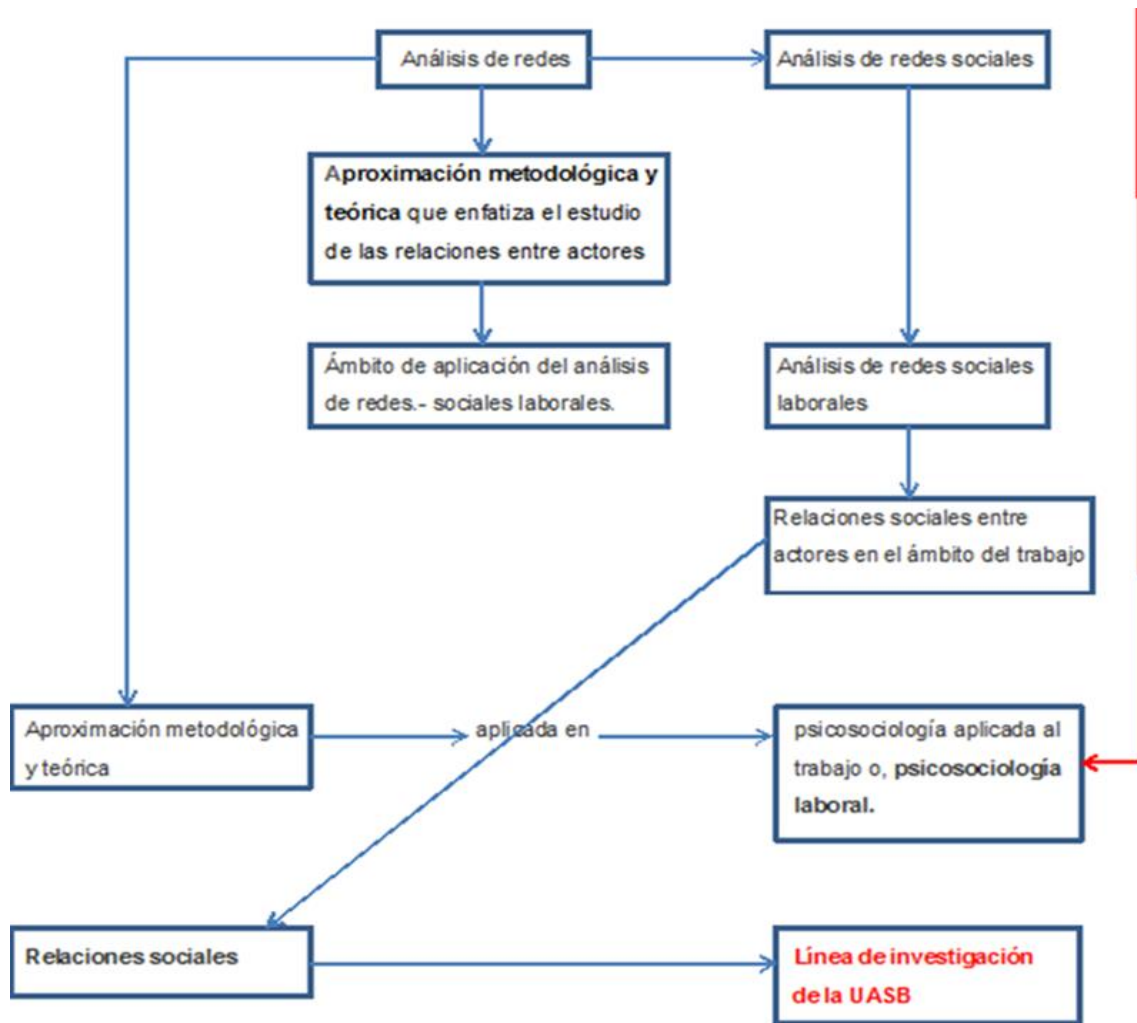 Análisis de redes
Análisis de redes sociales
Aproximación metodológica y
teórica que enfatiza el estudio
de las relaciones entre actores
Ámbito de aplicación del análisis
de redes.- sociales laborales.
Análisis de redes sociales
laborales
Relaciones sociales entre
actores en el ámbito del trabajo
Aproximación metodológica
y teórica
aplicada en
psicosociología aplicada al
trabajo o, psicosociología
laboral.
Relaciones sociales
Línea de investigación
de la UASB